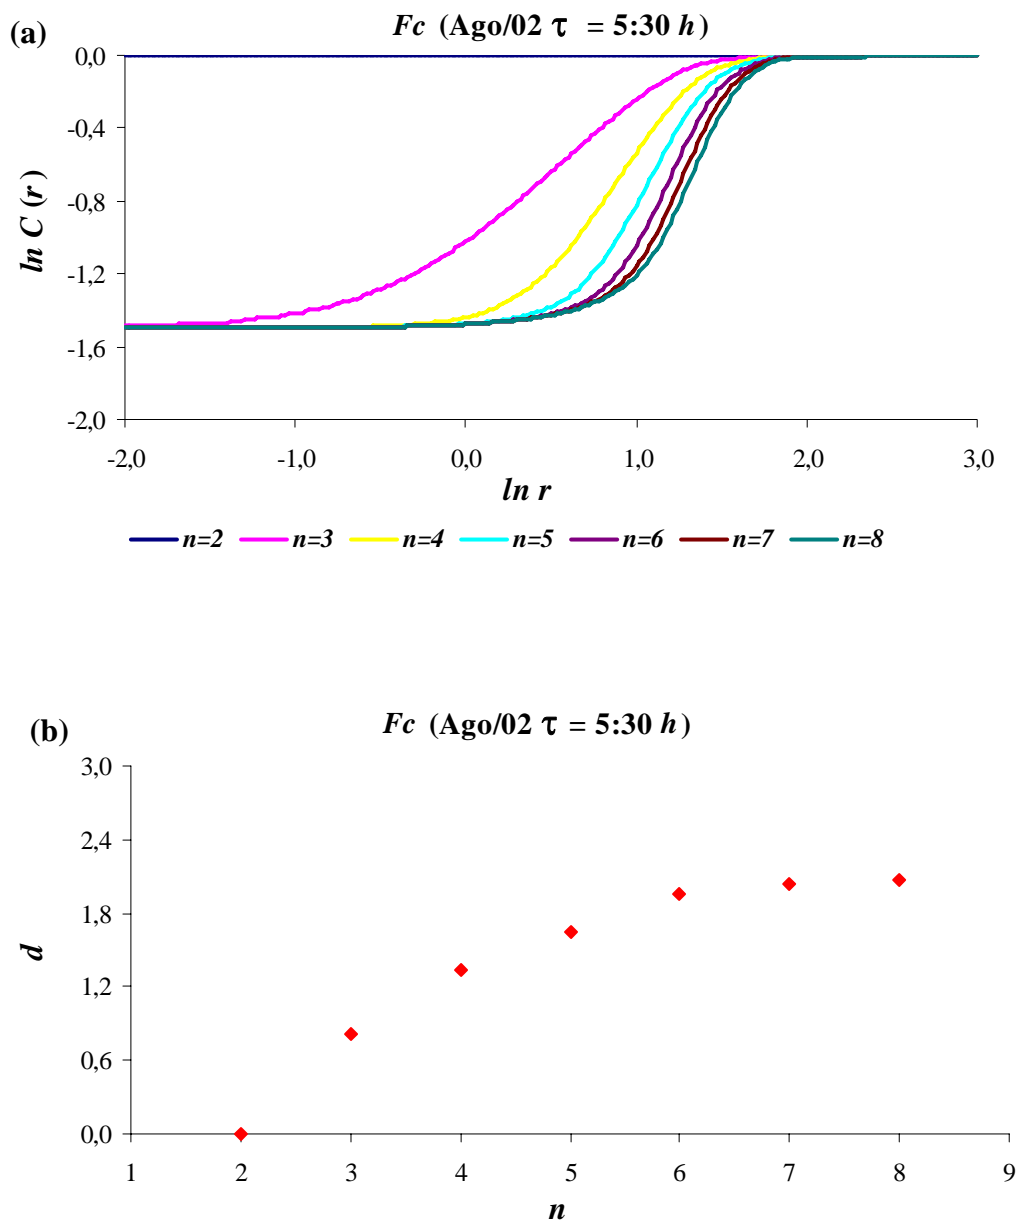 (a)
Fc (Ago/02 τ = 5:30 h)
0,0
-0,4
-0,8
-1,2
-1,6
-2,0
ln C (r)
-2,0 -1,0 0,0 1,0 2,0 3,0
ln r
n=2 n=3 n=4 n=5 n=6 n=7 n=8
(b)
Fc (Ago/02 τ = 5:30 h)
3,0
2,4
1,8
1,2
0,6
0,0
d
1 2 3 4 5 6 7 8 9
n